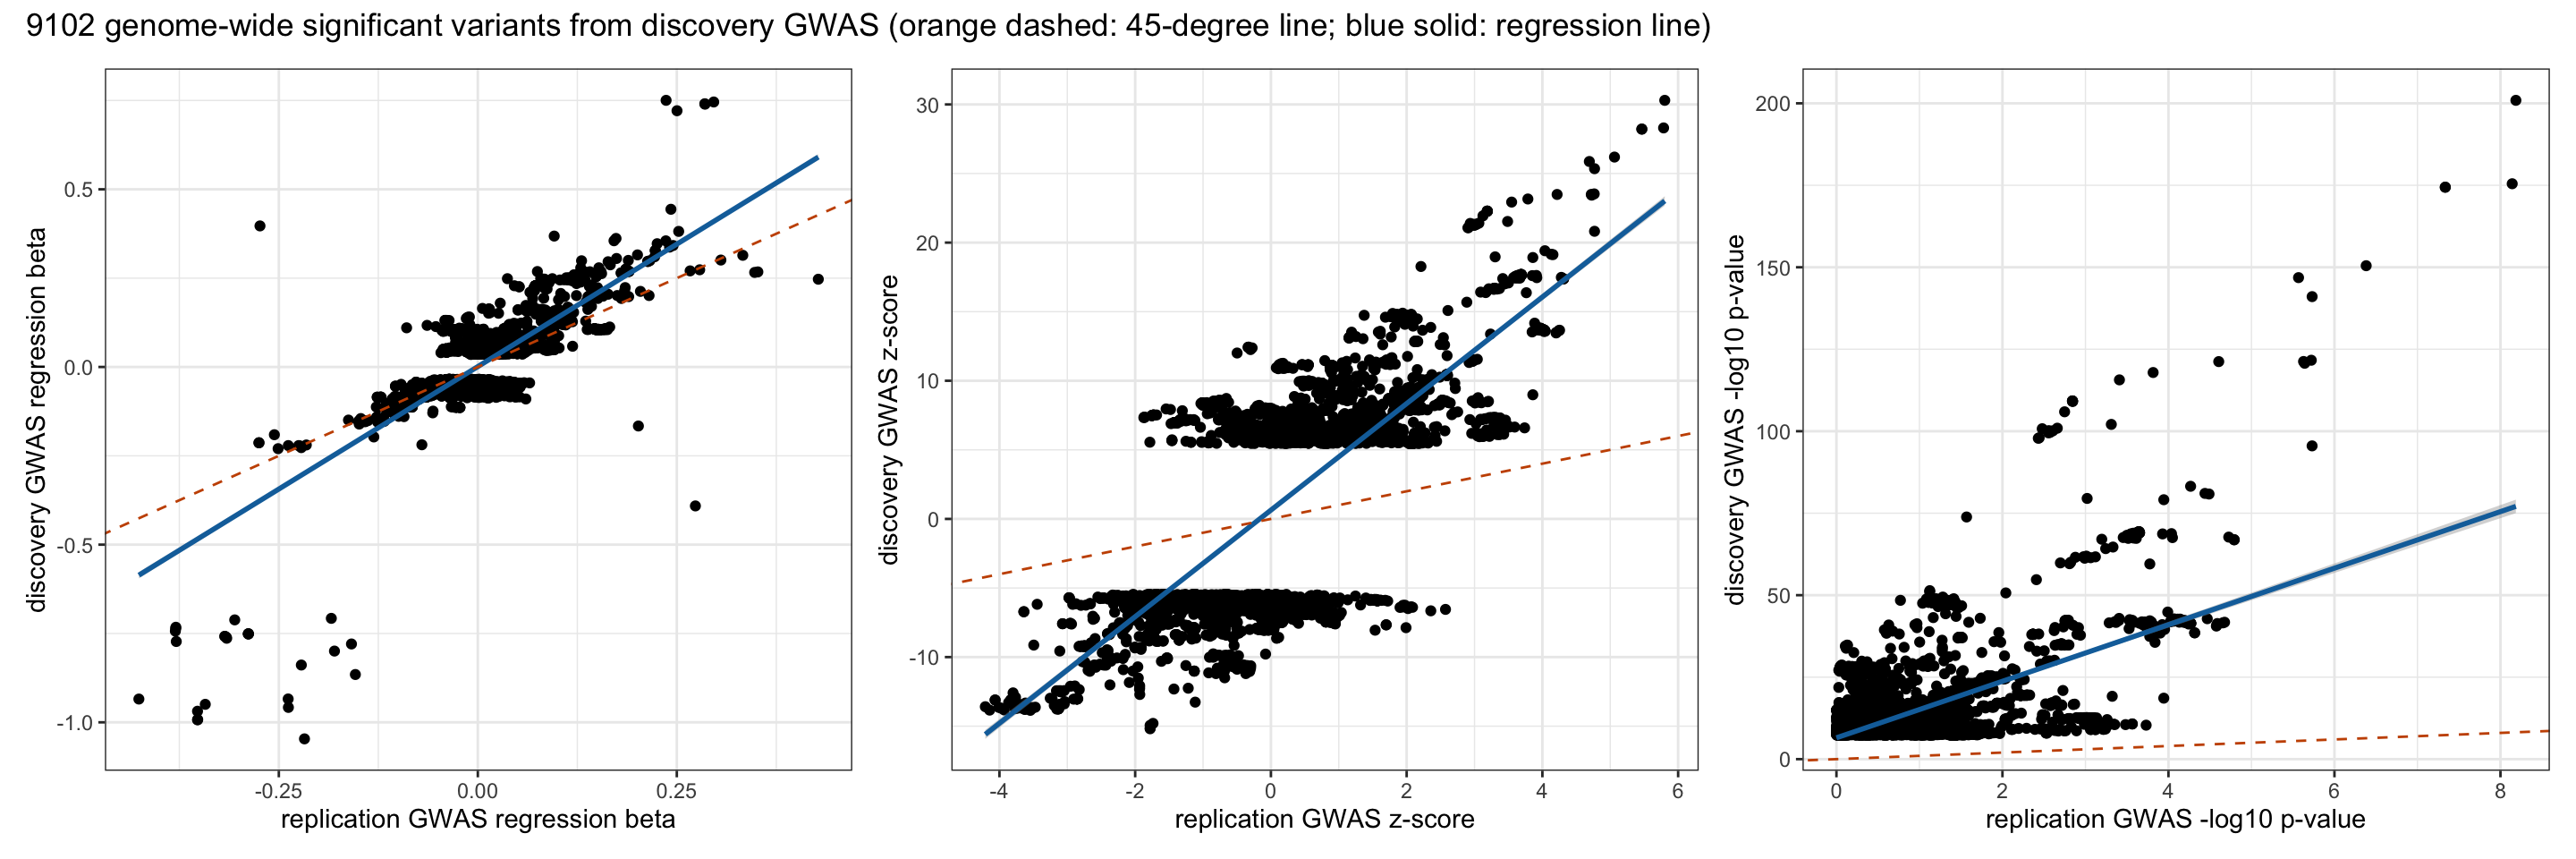 9102 genome-wide significant variants from discovery GWAS (orange dashed: 45-degree line; blue solid: regression line)
discovery GWAS regression beta
0.5
0.0
-0.5
-1.0
-0.25 0.00 0.25
replication GWAS regression beta
discovery GWAS z-score
30
20
10
0
-10
-4 -2 0 2 4 6
replication GWAS z-score
discovery GWAS -log10 p-value
200
150
100
50
0
0 2 4 6 8
replication GWAS -log10 p-value